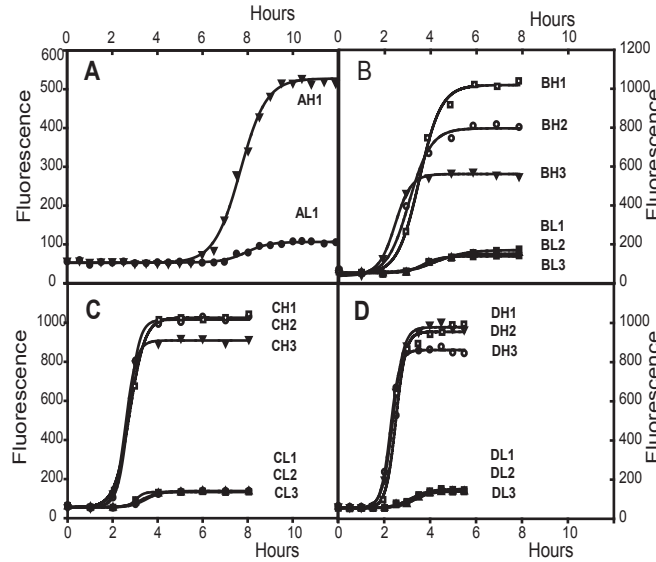 Hours
Hours
0 2 4 6 8 10
0 2 4 6 8 10
A
B
Fluorescence
600
500
400
300
200
100
0
AH1
AL1
BH1
BH2
BH3
BL1
BL2
BL3
1200
1000
800
600
400
200
0
Fluorescence
C
D
Fluorescence
1000
800
600
400
200
0
CH1
CH2
CH3
CL1
CL2
CL3
DH1
DH2
DH3
DL1
DL2
DL3
1000
800
600
400
200
0
Fluorescence
0 2 4 6 8 10
0 2 4 6 8 10
Hours
Hours